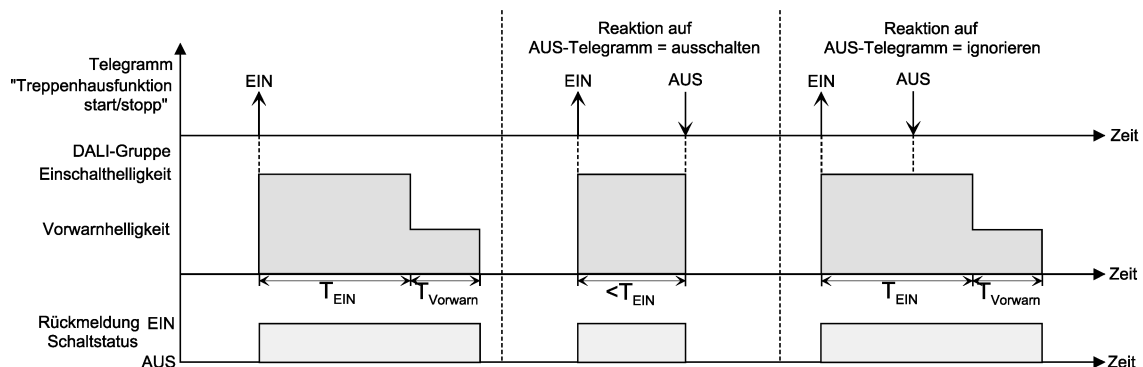 Reaktion auf
AUS-Telegramm = ausschalten
Reaktion auf
AUS-Telegramm = ignorieren
Telegramm
"Treppenhausfunktion
start/stopp"
EIN
EIN
AUS
EIN
AUS
Zeit
DALI-Gruppe
Einschalthelligkeit
Vorwarnhelligkeit
Zeit
TEIN
TVorwarn
<TEIN
TEIN
TVorwarn
Rückmeldung EIN
Schaltstatus
AUS
Zeit